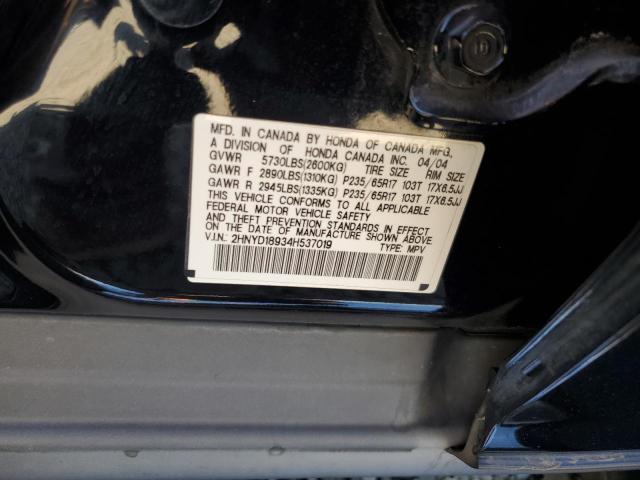 MFD. IN CANADA BY HONDA OF CANADA MFG.,
A DIVISION OF HONDA CANADA INC. 04/04
GVWR 5730LBS(2600KG) TIRE SIZE RIM SIZE
GAWR F 2890LBS(1310KG) P235/65R17 103T 17X6.5JJ
GAWR R 2945LBS(1335KG) P235/65R17 103T 17X6.5JJ
THIS VEHICLE CONFORMS TO ALL APPLICABLE
FEDERAL MOTOR VEHICLE SAFETY
AND THEFT PREVENTION STANDARDS IN EFFECT
ON THE DATE OF MANUFACTURE SHOWN ABOVE.
V.I.N.: 2HNYD18934H537019 TYPE: MPV